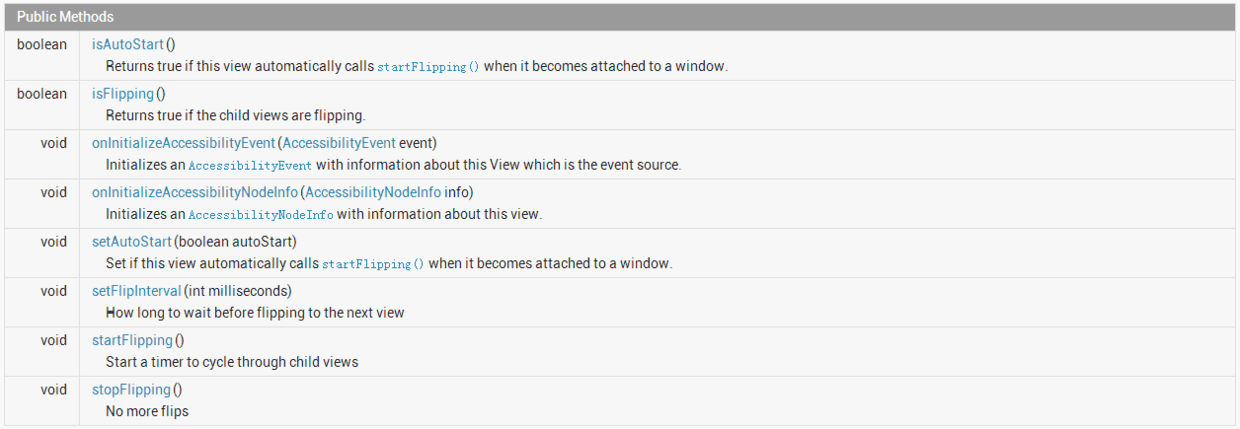 Public Methods
boolean isAutoStart()
Returns true if this view automatically calls startFlipping() when it becomes attached to a window.
boolean isFlipping()
Returns true if the child views are flipping.
void onInitializeAccessibilityEvent(AccessibilityEvent event)
Initializes an AccessibilityEvent with information about this View which is the event source.
void onInitializeAccessibilityNodeInfo(AccessibilityNodeInfo info)
Initializes an AccessibilityNodeInfo with information about this view.
void setAutoStart(boolean autoStart)
Set if this view automatically calls startFlipping() when it becomes attached to a window.
void setFlipInterval(int milliseconds)
How long to wait before flipping to the next view
void startFlipping()
Start a timer to cycle through child views
void stopFlipping()
No more flips